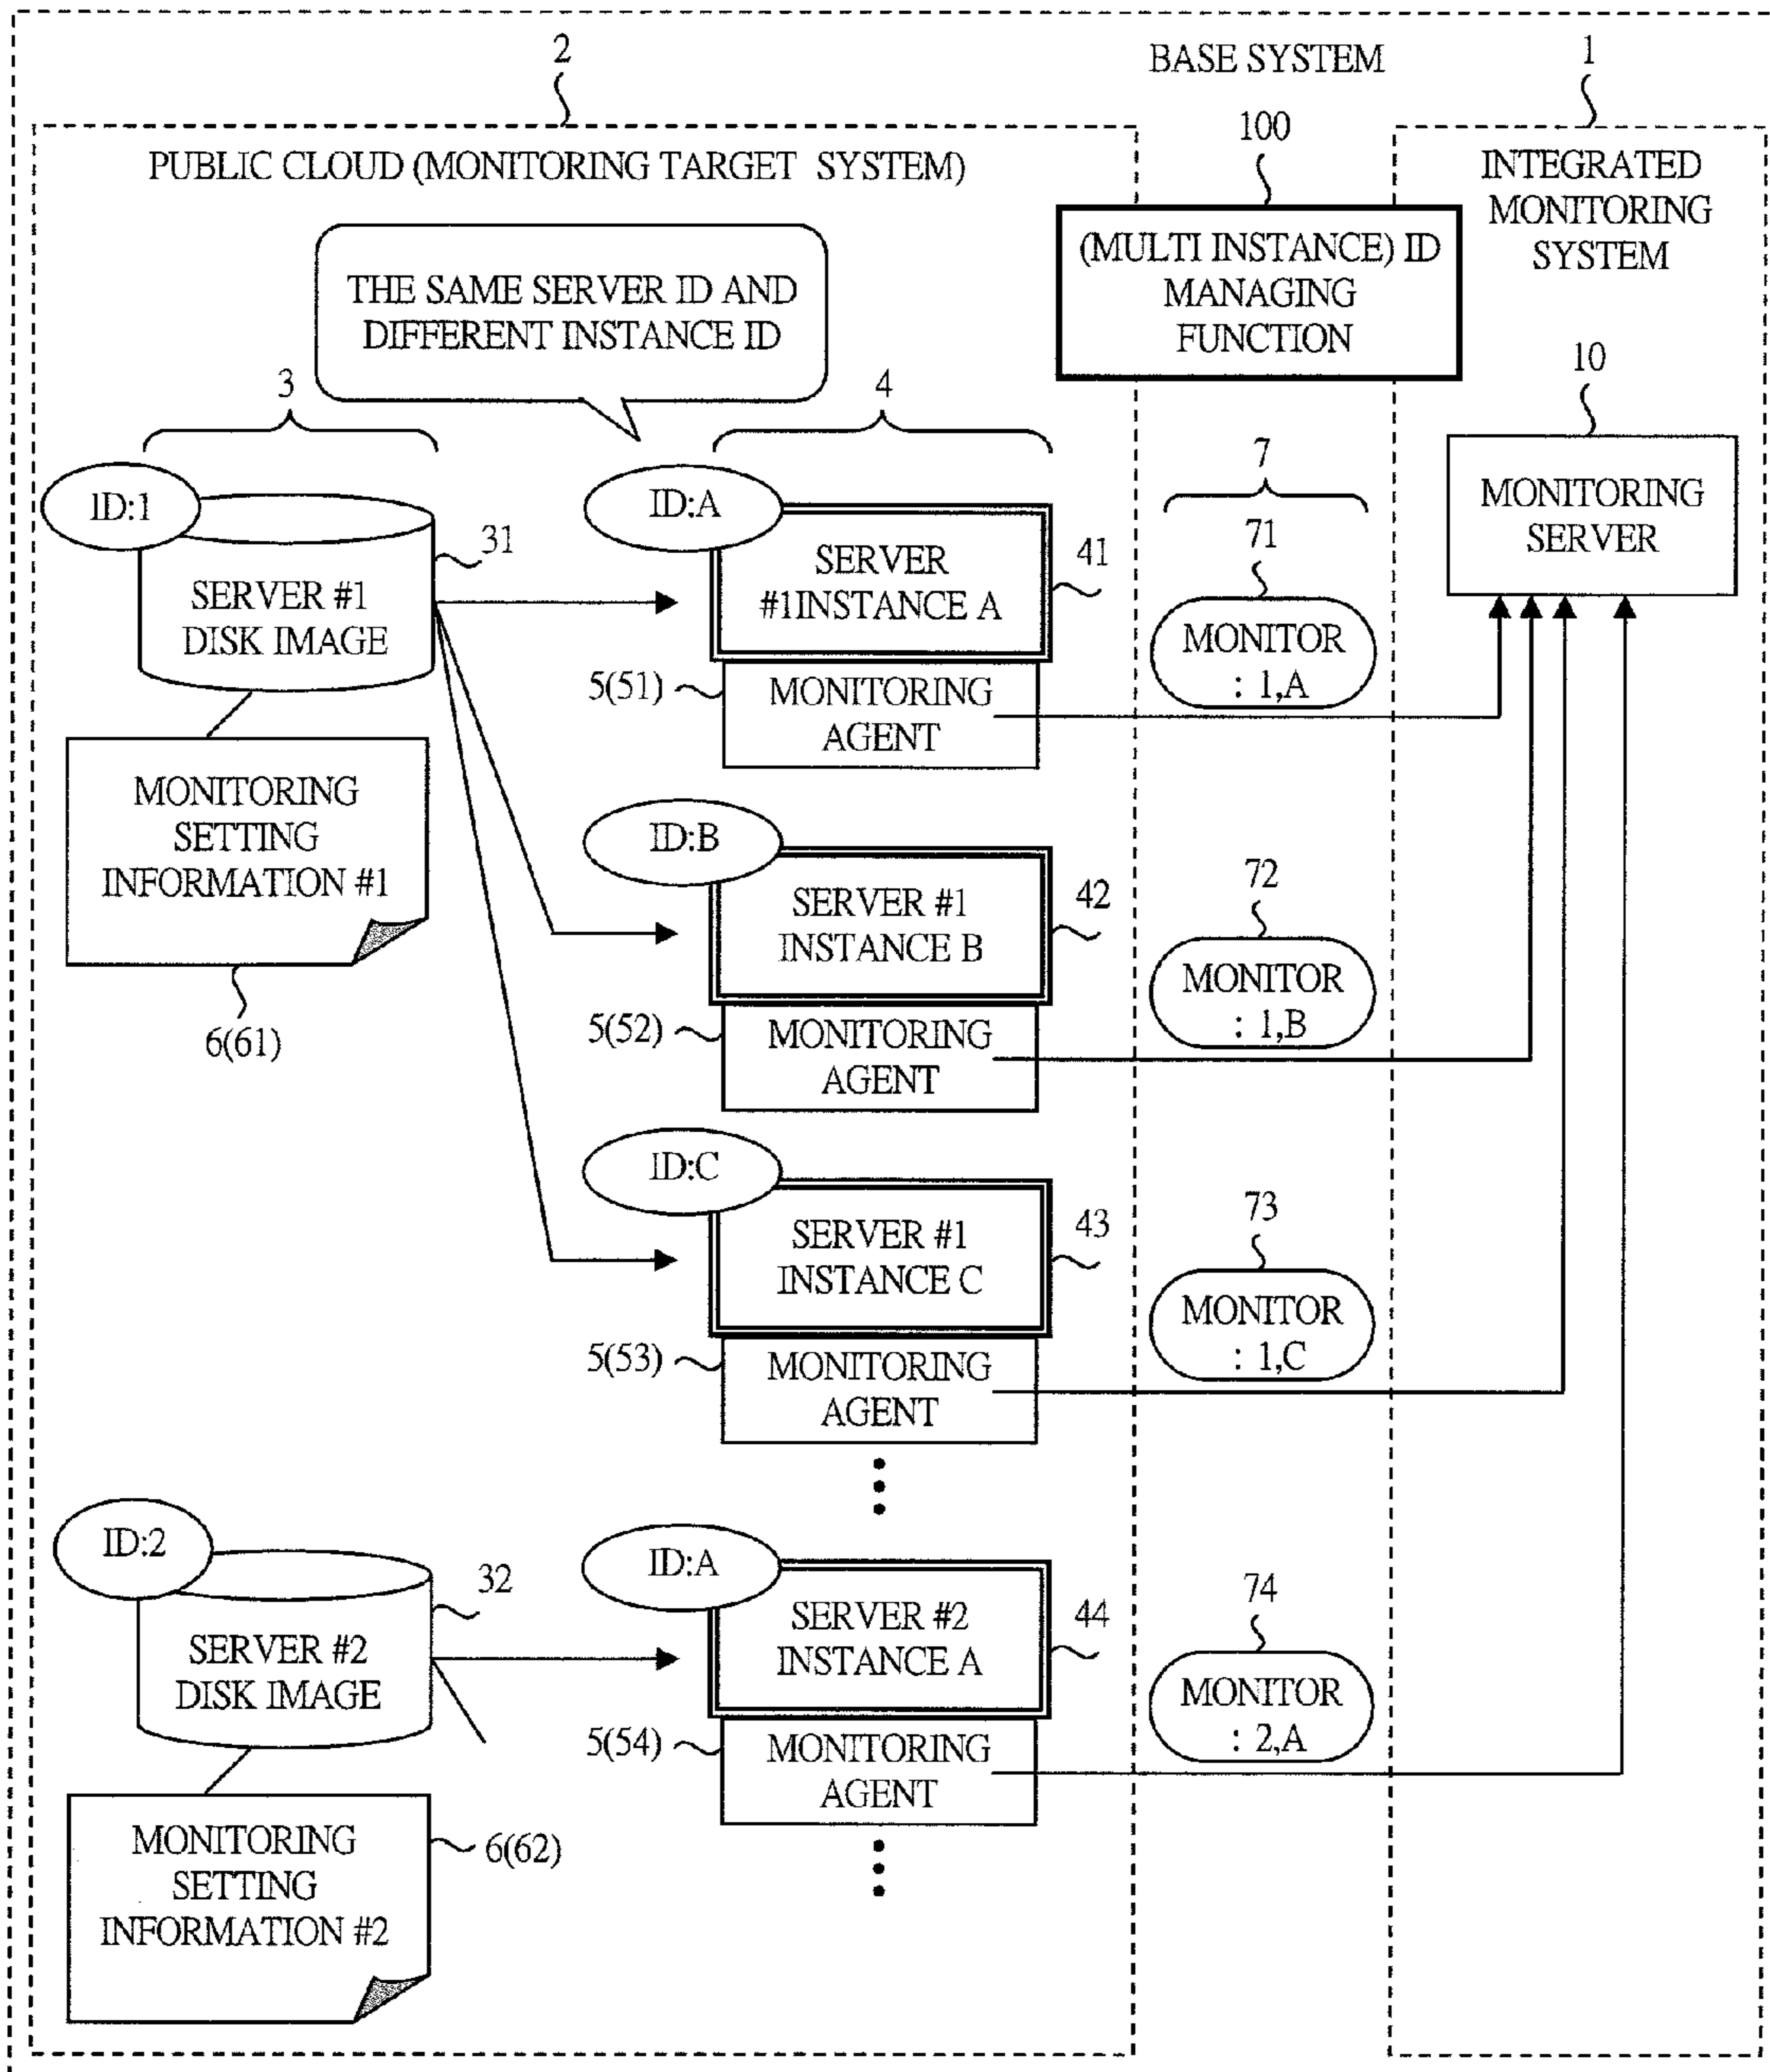 2
BASE SYSTEM
1
100
PUBLIC CLOUD (MONITORING TARGET SYSTEM)
INTEGRATED
MONITORING
SYSTEM
(MULTI INSTANCE) ID
MANAGING
FUNCTION
THE SAME SERVER ID AND
DIFFERENT INSTANCE ID
3
4
10
7
ID:1
ID:A
MONITORING
SERVER
31
71
41
SERVER
#1INSTANCE A
SERVER #1
DISK IMAGE
MONITOR
: 1,A
5(51)
MONITORING
AGENT
MONITORING
SETTING
INFORMATION #1
6(61)
ID:B
72
42
SERVER #1
INSTANCE B
MONITOR
: 1,B
5(52)
MONITORING
AGENT
ID:C
73
43
SERVER #1
INSTANCE C
MONITOR
: 1,C
5(53)
MONITORING
AGENT
ID:2
ID:A
32
74
44
SERVER #2
INSTANCE A
SERVER #2
DISK IMAGE
MONITOR
: 2,A
5(54)
MONITORING
AGENT
MONITORING
SETTING
INFORMATION #2
6(62)